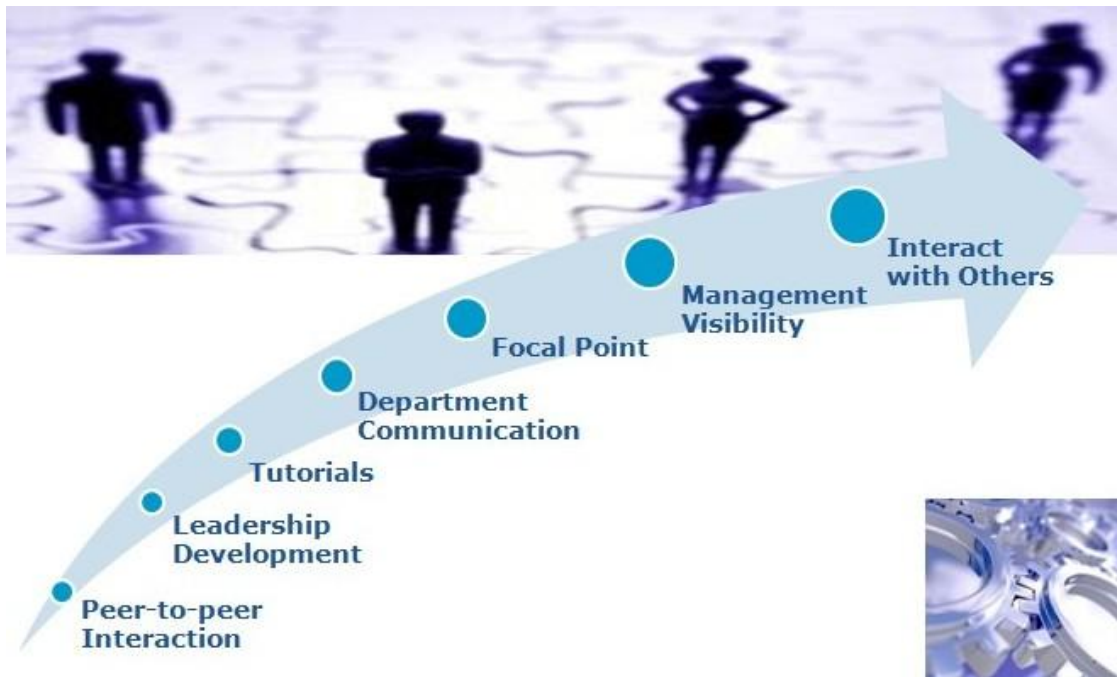 Interact
with Others
Management
Visibility
Focal Point
Department
Communication
Tutorials
Leadership
Development
Peer-to-peer
Interaction